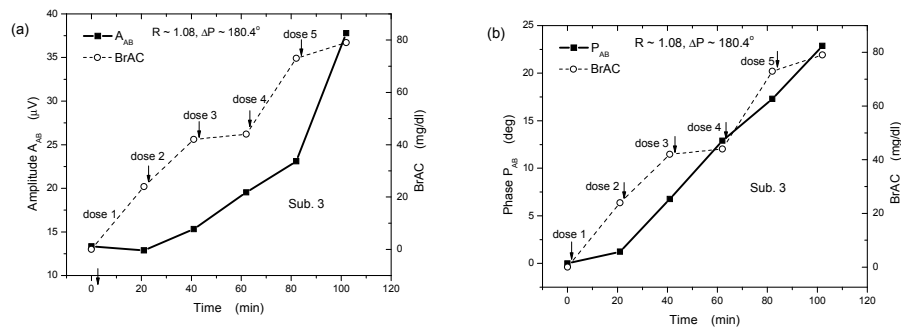 (a)
R ~ 1.08, ΔP ~ 180.4°
A_AB
BrAC
dose 5
dose 4
dose 3
dose 2
dose 1
Sub. 3
40
35
30
25
20
15
10
Amplitude A_AB
(μV)
80
60
40
20
0
BrAC
(mg/dl)
0 20 40 60 80 100 120
Time (min)
(b)
R ~ 1.08, ΔP ~ 180.4°
P_AB
BrAC
dose 5
dose 4
dose 3
dose 2
dose 1
Sub. 3
25
20
15
10
5
0
-5
Phase P_AB
(deg)
80
60
40
20
0
BrAC
(mg/dl)
0 20 40 60 80 100 120
Time (min)